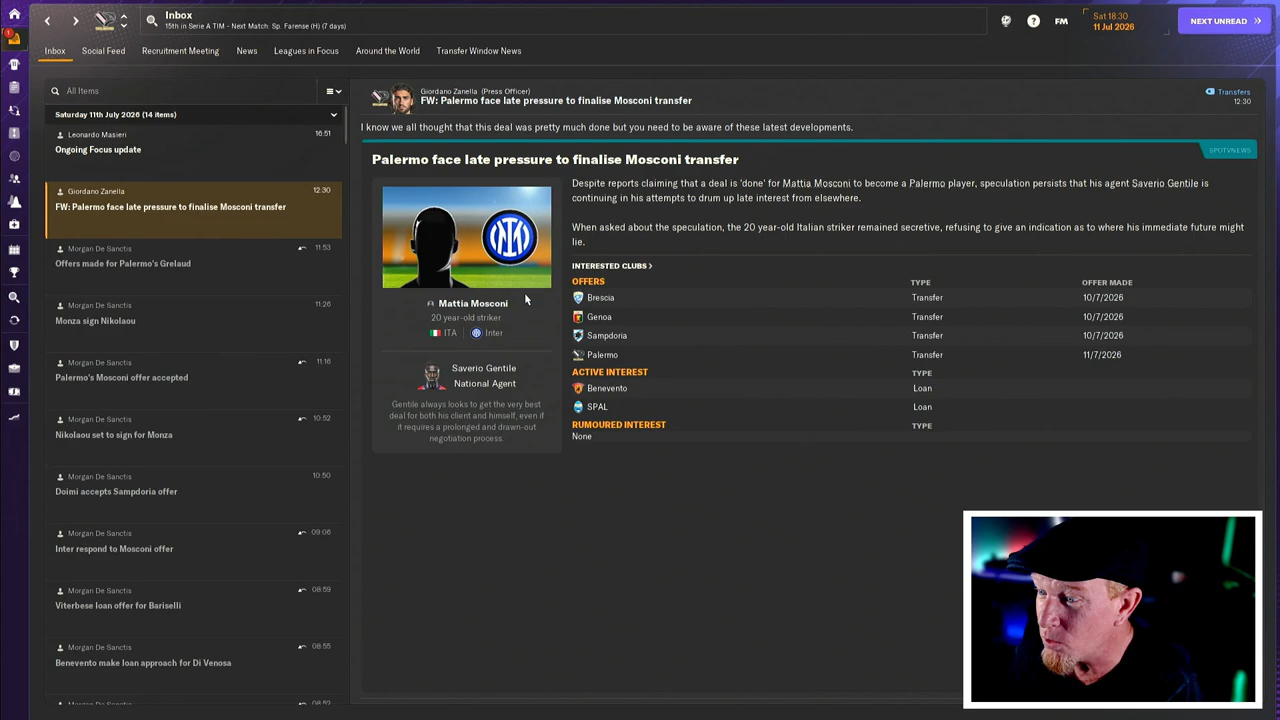 Inbox
15th in Serie A TIM - Next Match: Sp. Farense (H) (7 days)
FM
Sat 18:30
11 Jul 2026
NEXT UNREAD
1
Inbox
Social Feed
Recruitment Meeting
News
Leagues in Focus
Around the World
Transfer Window News
All Items
Saturday 11th July 2026 (14 items)
Leonardo Masieri
16:51
Ongoing Focus update
Giordano Zanella
12:30
FW: Palermo face late pressure to finalise Mosconi transfer
Morgan De Sanctis
11:53
Offers made for Palermo's Grelaud
Morgan De Sanctis
11:26
Monza sign Nikolaou
Morgan De Sanctis
11:16
Palermo's Mosconi offer accepted
Morgan De Sanctis
10:52
Nikolaou set to sign for Monza
Morgan De Sanctis
10:50
Doimi accepts Sampdoria offer
Morgan De Sanctis
09:06
Inter respond to Mosconi offer
Morgan De Sanctis
08:59
Viterbese loan offer for Bariselli
Morgan De Sanctis
08:55
Benevento make loan approach for Di Venosa
Morgan De Sanctis
08:52
Giordano Zanella (Press Officer)
FW: Palermo face late pressure to finalise Mosconi transfer
Transfers
12:30
I know we all thought that this deal was pretty much done but you need to be aware of these latest developments.
SPOTVNEWS
Palermo face late pressure to finalise Mosconi transfer
Mattia Mosconi
20 year-old striker
ITA
Inter
Saverio Gentile
National Agent
Gentile always looks to get the very best
deal for both his client and himself, even if
it requires a prolonged and drawn-out
negotiation process.
Despite reports claiming that a deal is 'done' for Mattia Mosconi to become a Palermo player, speculation persists that his agent Saverio Gentile is
continuing in his attempts to drum up late interest from elsewhere.
When asked about the speculation, the 20 year-old Italian striker remained secretive, refusing to give an indication as to where his immediate future might
lie.
INTERESTED CLUBS >
OFFERS TYPE OFFER MADE
Brescia Transfer 10/7/2026
Genoa Transfer 10/7/2026
Sampdoria Transfer 10/7/2026
Palermo Transfer 11/7/2026
ACTIVE INTEREST TYPE
Benevento Loan
SPAL Loan
RUMOURED INTEREST TYPE
None